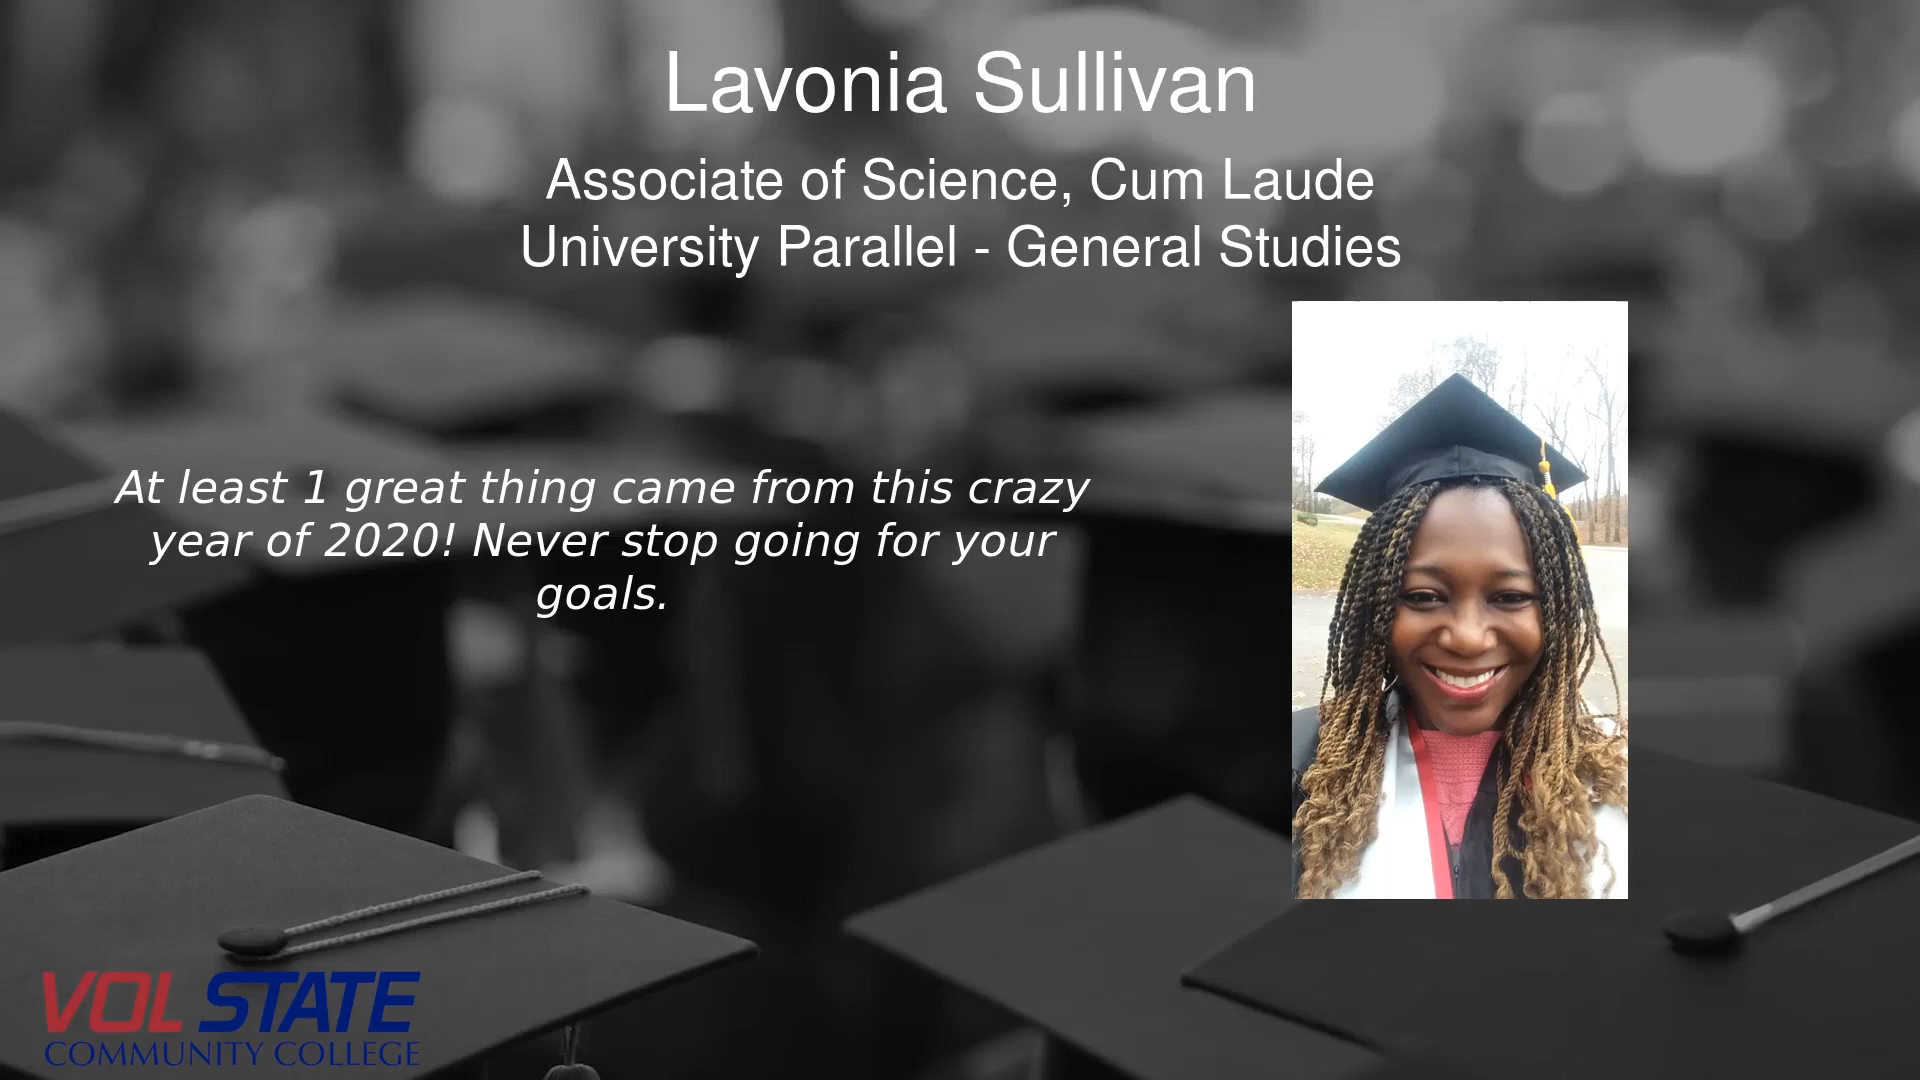 Lavonia Sullivan
Associate of Science, Cum Laude
University Parallel - General Studies
At least 1 great thing came from this crazy
year of 2020! Never stop going for your
goals.
VOL STATE
COMMUNITY COLLEGE